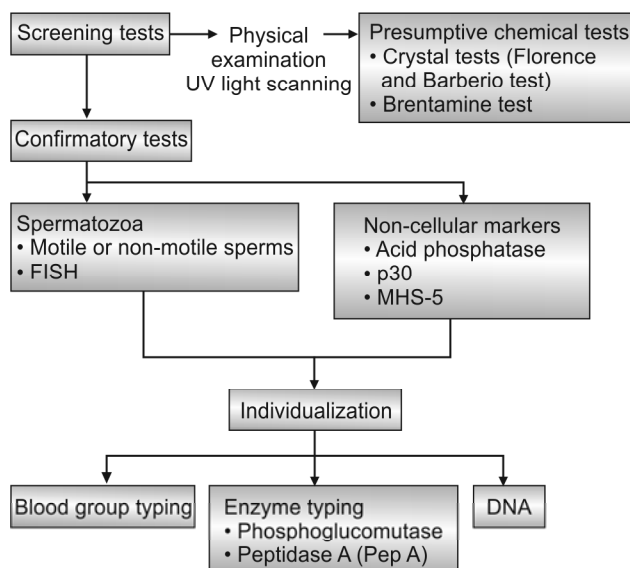 Screening tests
Physical
examination
UV light scanning
Presumptive chemical tests
• Crystal tests (Florence
and Barberio test)
• Brentamine test
Confirmatory tests
Spermatozoa
• Motile or non-motile sperms
• FISH
Non-cellular markers
• Acid phosphatase
• p30
• MHS-5
Individualization
Blood group typing
Enzyme typing
• Phosphoglucomutase
• Peptidase A (Pep A)
DNA